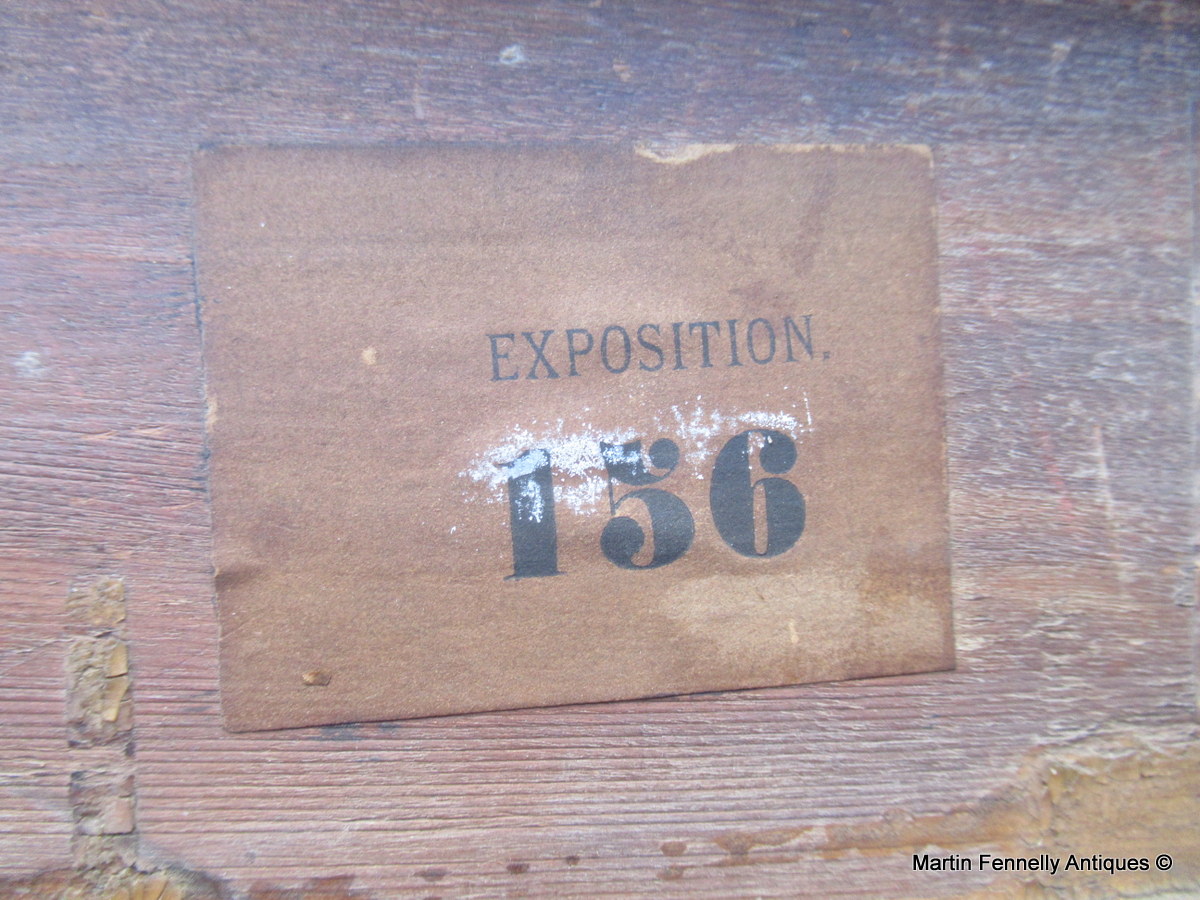 EXPOSITION.
156
Martin Fennelly Antiques ©